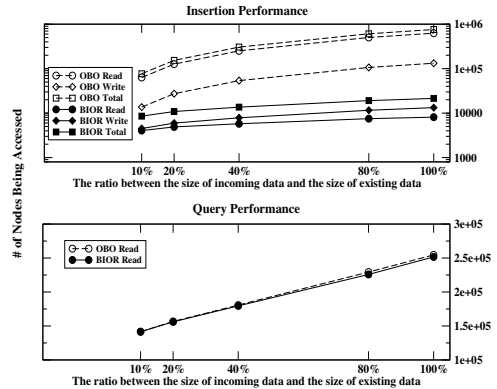 Insertion Performance
1e+06
1e+05
10000
1000
OBO Read
OBO Write
OBO Total
BIOR Read
BIOR Write
BIOR Total
10% 20% 40% 80% 100%
The ratio between the size of incoming data and the size of existing data
# of Nodes Being Accessed
Query Performance
3e+05
2.5e+05
2e+05
1.5e+05
1e+05
OBO Read
BIOR Read
10% 20% 40% 80% 100%
The ratio between the size of incoming data and the size of existing data